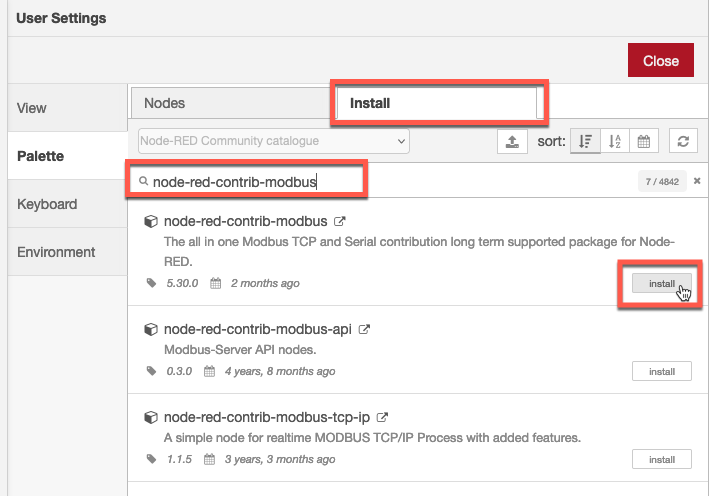 User Settings
Close
View
Palette
Keyboard
Environment
Nodes
Install
Node-RED Community catalogue
sort:
node-red-contrib-modbus
7 / 4842
node-red-contrib-modbus
The all in one Modbus TCP and Serial contribution long term supported package for Node-
RED.
5.30.0 2 months ago
install
node-red-contrib-modbus-api
Modbus-Server API nodes.
0.3.0 4 years, 8 months ago
install
node-red-contrib-modbus-tcp-ip
A simple node for realtime MODBUS TCP/IP Process with added features.
1.1.5 3 years, 3 months ago
install